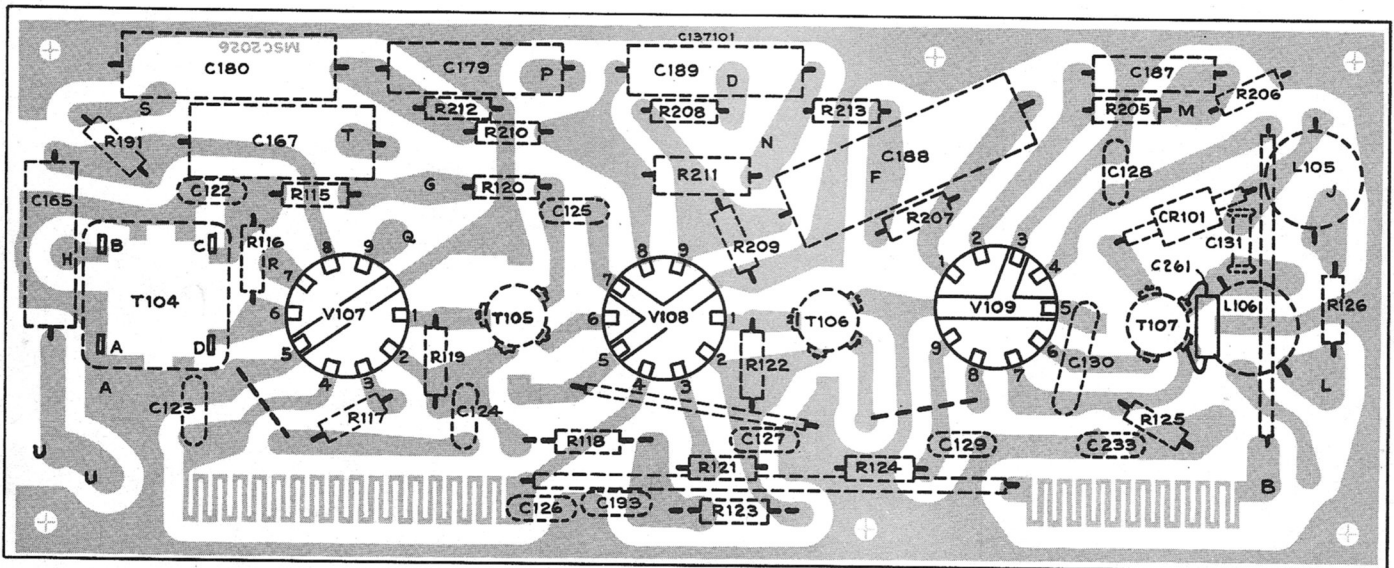 C137101
MSC2026
C180
C179
P
C189
D
C187
R206
S
R212
R208
R213
R205
M
R191
C167
T
R210
N
C188
C128
L105
C165
C122
R115
G
R120
C125
R211
F
R207
CR101
J
B
C
R116
8
9
Q
8
9
R209
2
3
C131
H
R
7
7
1
4
C261
T104
6
V107
1
T105
6
V108
1
T106
V109
5
T107
L106
R126
A
D
5
2
R119
5
2
R122
9
6
C130
A
4
3
4
3
8
7
L
C123
R117
C124
R125
U
R118
C127
C129
C233
U
R121
R124
B
C126
C193
R123